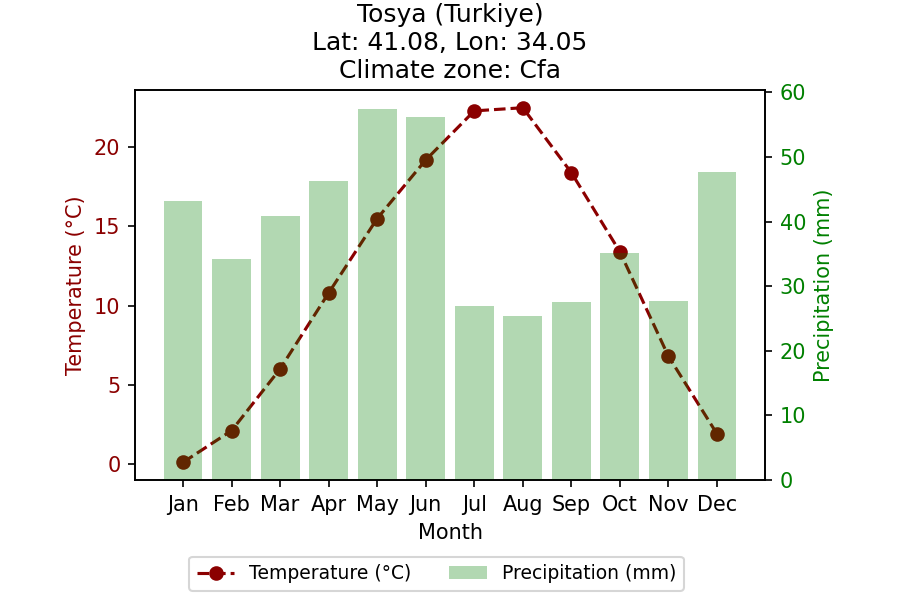 Tosya (Turkiye)
Lat: 41.08, Lon: 34.05
Climate zone: Cfa
Temperature (°C)
20
15
10
5
0
60
50
40
30
20
10
0
Precipitation (mm)
Jan Feb Mar Apr May Jun Jul Aug Sep Oct Nov Dec
Month
Temperature (°C) Precipitation (mm)